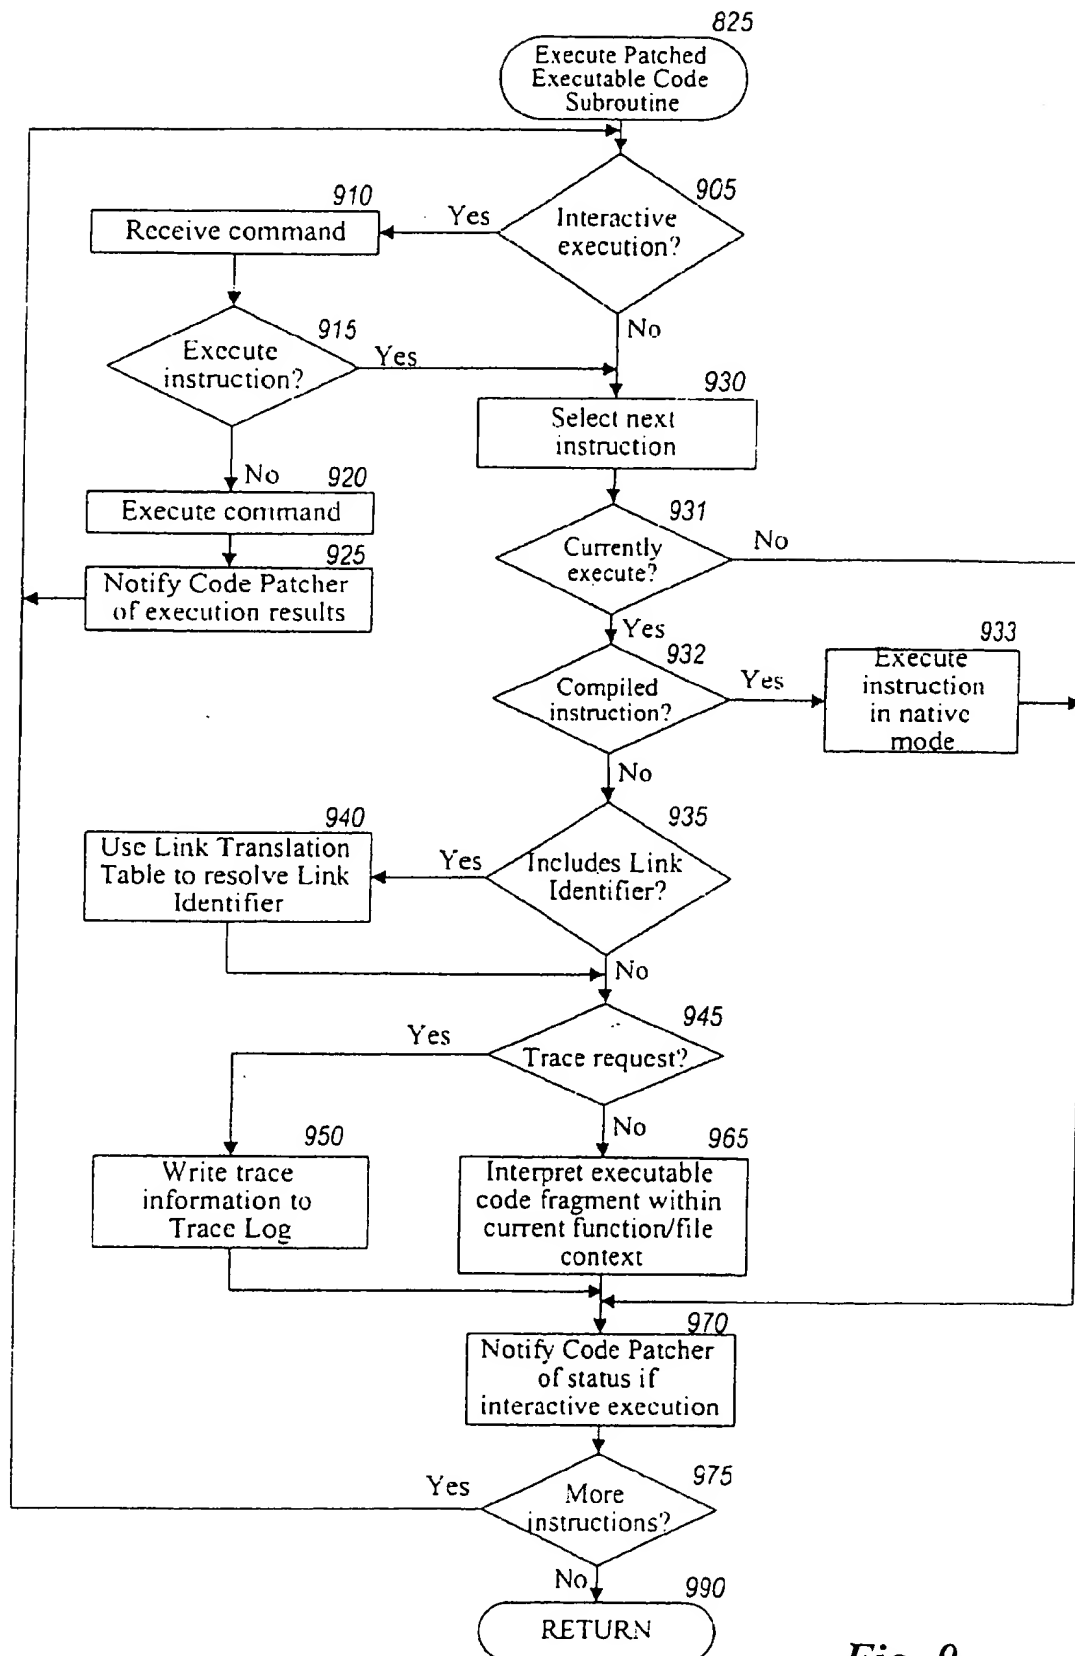 825
Execute Patched
Executable Code
Subroutine
905
Interactive
execution?
Yes
No
910
Receive command
915
Execute
instruction?
Yes
No
920
Execute command
925
Notify Code Patcher
of execution results
930
Select next
instruction
931
Currently
execute?
No
Yes
932
Compiled
instruction?
Yes
No
933
Execute
instruction
in native
mode
935
Includes Link
Identifier?
Yes
No
940
Use Link Translation
Table to resolve Link
Identifier
945
Trace request?
Yes
No
950
Write trace
information to
Trace Log
965
Interpret executable
code fragment within
current function/file
context
970
Notify Code Patcher
of status if
interactive execution
975
More
instructions?
Yes
No
990
RETURN
Fig. 9